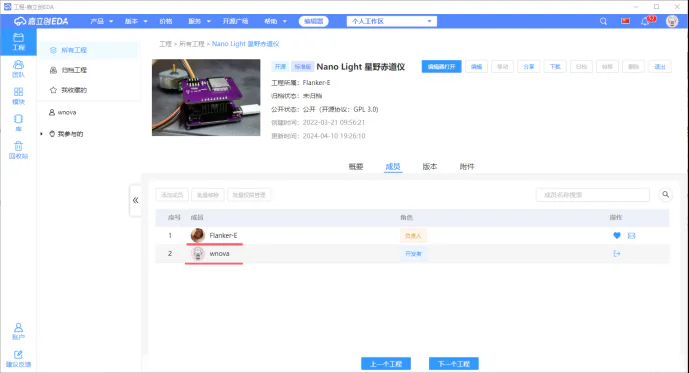 工程-嘉立创EDA
嘉立创EDA 产品 版本 价格 服务 开源广场 帮助 编辑器 个人工作区
工程
团队
模块
库
回收站
账户
建议反馈
所有工程
归档工程
我收藏的
wnova
我参与的
工程 > 所有工程 > Nano Light 星野赤道仪
开源 标准版 Nano Light 星野赤道仪 编辑器打开 编辑 移动 分享 下载 归档 转移 删除 退出
工程所属: Flanker-E
归档状态: 未归档
公开状态: 公开 (开源协议: GPL 3.0)
创建时间: 2022-03-21 09:56:21
更新时间: 2024-04-10 19:26:10
概要 成员 版本 附件
添加成员 批量移除 批量权限管理 成员名称搜索
序号 成员 角色 操作
1 Flanker-E 负责人
2 wnova 开发者
上一个工程 下一个工程